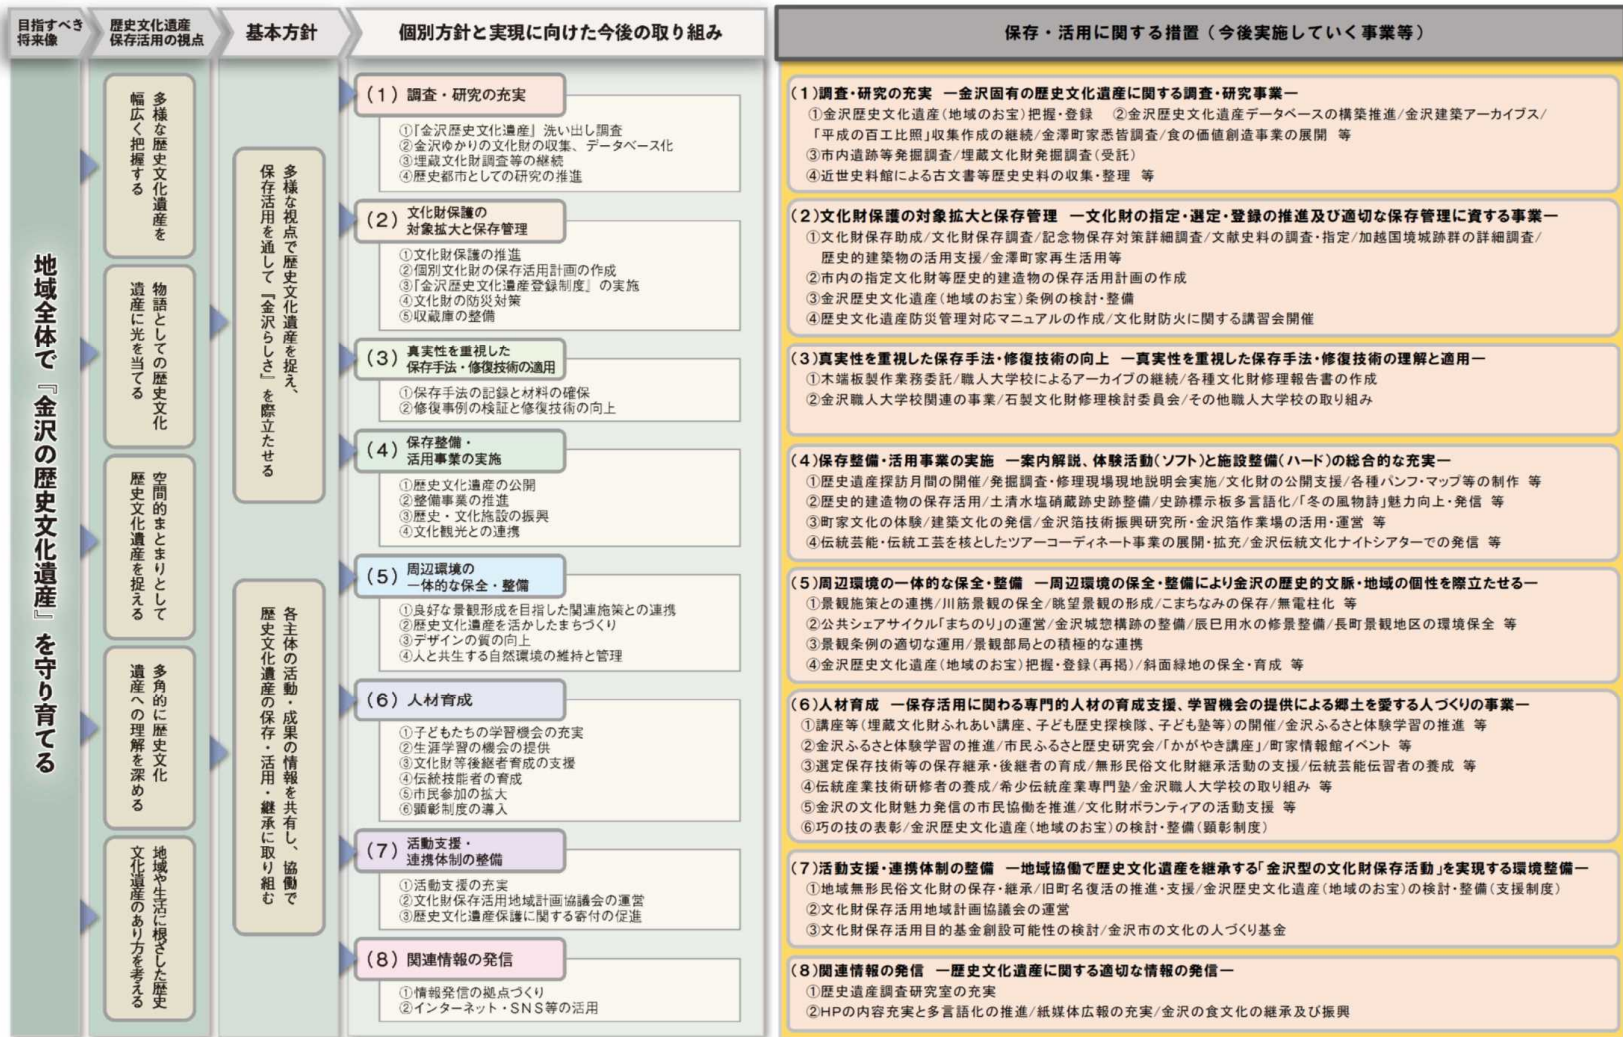 目指すべき
将来像
歴史文化遺産
保存活用の視点
基本方針
個別方針と実現に向けた今後の取り組み
保存・活用に関する措置（今後実施していく事業等）
地域全体で『金沢の歴史文化遺産』を守り育てる
多様な歴史文化遺産を
幅広く把握する
物語としての歴史文化
遺産に光を当てる
空間的まとまりとして
歴史文化遺産を捉える
多角的に歴史文化
遺産への理解を深める
地域や生活に根ざした歴史
文化遺産のあり方を考える
多様な視点で歴史文化遺産を捉え、
保存活用を通して『金沢らしさ』を際立たせる
各主体の活動・成果の情報を共有し、協働で
歴史文化遺産の保存・活用・継承に取り組む
（1）調査・研究の充実
①『金沢歴史文化遺産』洗い出し調査
②金沢ゆかりの文化財の収集、データベース化
③埋蔵文化財調査等の継続
④歴史都市としての研究の推進
（2）文化財保護の
対象拡大と保存管理
①文化財保護の推進
②個別文化財の保存活用計画の作成
③『金沢歴史文化遺産登録制度』の実施
④文化財の防災対策
⑤収蔵庫の整備
（3）真実性を重視した
保存手法・修復技術の適用
①保存手法の記録と材料の確保
②修復事例の検証と修復技術の向上
（4）保存整備・
活用事業の実施
①歴史文化遺産の公開
②整備事業の推進
③歴史・文化施設の振興
④文化観光との連携
（5）周辺環境の
一体的な保全・整備
①良好な景観形成を目指した関連施策との連携
②歴史文化遺産を活かしたまちづくり
③デザインの質の向上
④人と共生する自然環境の維持と管理
（6）人材育成
①子どもたちの学習機会の充実
②生涯学習の機会の提供
③文化財等後継者育成の支援
④伝統技能者の育成
⑤市民参加の拡大
⑥顕彰制度の導入
（7）活動支援・
連携体制の整備
①活動支援の充実
②文化財保存活用地域計画協議会の運営
③歴史文化遺産保護に関する寄付の促進
（8）関連情報の発信
①情報発信の拠点づくり
②インターネット・SNS等の活用
（1）調査・研究の充実　―金沢固有の歴史文化遺産に関する調査・研究事業―
①金沢歴史文化遺産（地域のお宝）把握・登録　②金沢歴史文化遺産データベースの構築推進/金沢建築アーカイブス/
「平成の百工比照」収集作成の継続/金澤町家悉皆調査/食の価値創造事業の展開 等
③市内遺跡等発掘調査/埋蔵文化財発掘調査（受託）
④近世史料館による古文書等歴史史料の収集・整理 等
（2）文化財保護の対象拡大と保存管理　―文化財の指定・選定・登録の推進及び適切な保存管理に資する事業―
①文化財保存助成/文化財保存調査/記念物保存対策詳細調査/文献史料の調査・指定/加越国境城跡群の詳細調査/
歴史的建築物の活用支援/金澤町家再生活用等
②市内の指定文化財等歴史的建造物の保存活用計画の作成
③金沢歴史文化遺産（地域のお宝）条例の検討・整備
④歴史文化遺産防災管理対応マニュアルの作成/文化財防火に関する講習会開催
（3）真実性を重視した保存手法・修復技術の向上　―真実性を重視した保存手法・修復技術の理解と適用―
①木端板製作業務委託/職人大学校によるアーカイブの継続/各種文化財修理報告書の作成
②金沢職人大学校関連の事業/石製文化財修理検討委員会/その他職人大学校の取り組み
（4）保存整備・活用事業の実施　―案内解説、体験活動（ソフト）と施設整備（ハード）の総合的な充実―
①歴史遺産探訪月間の開催/発掘調査・修理現場現地説明会実施/文化財の公開支援/各種パンフ・マップ等の制作 等
②歴史的建造物の保存活用/土清水塩硝蔵跡史跡整備/史跡標示板多言語化/「冬の風物詩」魅力向上・発信 等
③町家文化の体験/建築文化の発信/金沢箔技術振興研究所・金沢箔作業場の活用・運営 等
④伝統芸能・伝統工芸を核としたツアーコーディネート事業の展開・拡充/金沢伝統文化ナイトシアターでの発信 等
（5）周辺環境の一体的な保全・整備　―周辺環境の保全・整備により金沢の歴史的文脈・地域の個性を際立たせる―
①景観施策との連携/川筋景観の保全/眺望景観の形成/こまちなみの保存/無電柱化 等
②公共シェアサイクル「まちのり」の運営/金沢城惣構跡の整備/辰巳用水の修景整備/長町景観地区の環境保全 等
③景観条例の適切な運用/景観部局との積極的な連携
④金沢歴史文化遺産（地域のお宝）把握・登録（再掲）/斜面緑地の保全・育成 等
（6）人材育成　―保存活用に関わる専門的人材の育成支援、学習機会の提供による郷土を愛する人づくりの事業―
①講座等（埋蔵文化財ふれあい講座、子ども歴史探検隊、子ども塾等）の開催/金沢ふるさと体験学習の推進 等
②金沢ふるさと体験学習の推進/市民ふるさと歴史研究会/「かがやき講座」/町家情報館イベント 等
③選定保存技術等の保存継承・後継者の育成/無形民俗文化財継承活動の支援/伝統芸能伝習者の養成 等
④伝統産業技術研修者の養成/希少伝統産業専門塾/金沢職人大学校の取り組み 等
⑤金沢の文化財魅力発信の市民協働を推進/文化財ボランティアの活動支援 等
⑥巧の技の表彰/金沢歴史文化遺産（地域のお宝）の検討・整備（顕彰制度）
（7）活動支援・連携体制の整備　―地域協働で歴史文化遺産を継承する「金沢型の文化財保存活動」を実現する環境整備―
①地域無形民俗文化財の保存・継承/旧町名復活の推進・支援/金沢歴史文化遺産（地域のお宝）の検討・整備（支援制度）
②文化財保存活用地域計画協議会の運営
③文化財保存活用目的基金創設可能性の検討/金沢市の文化の人づくり基金
（8）関連情報の発信　―歴史文化遺産に関する適切な情報の発信―
①歴史遺産調査研究室の充実
②HPの内容充実と多言語化の推進/紙媒体広報の充実/金沢の食文化の継承及び振興